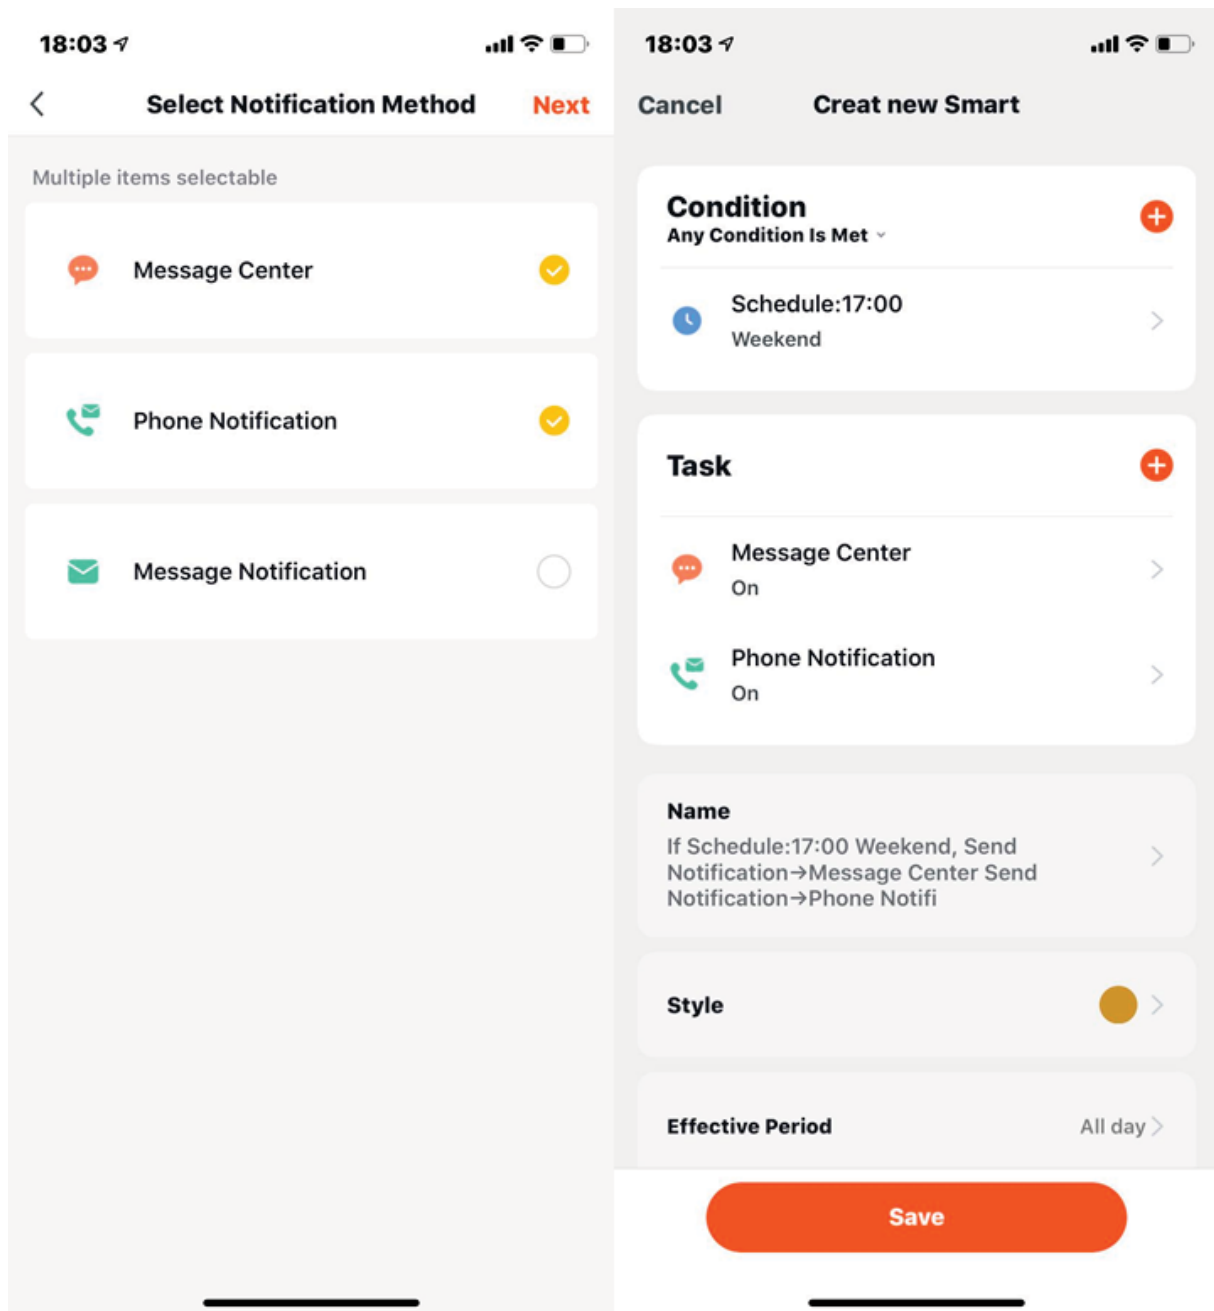 18:03
Select Notification Method
Next
Multiple items selectable
Message Center
Phone Notification
Message Notification
18:03
Cancel
Creat new Smart
Condition
Any Condition Is Met
Schedule:17:00
Weekend
Task
Message Center
On
Phone Notification
On
Name
If Schedule:17:00 Weekend, Send
Notification→Message Center Send
Notification→Phone Notifi
Style
Effective Period
All day
Save